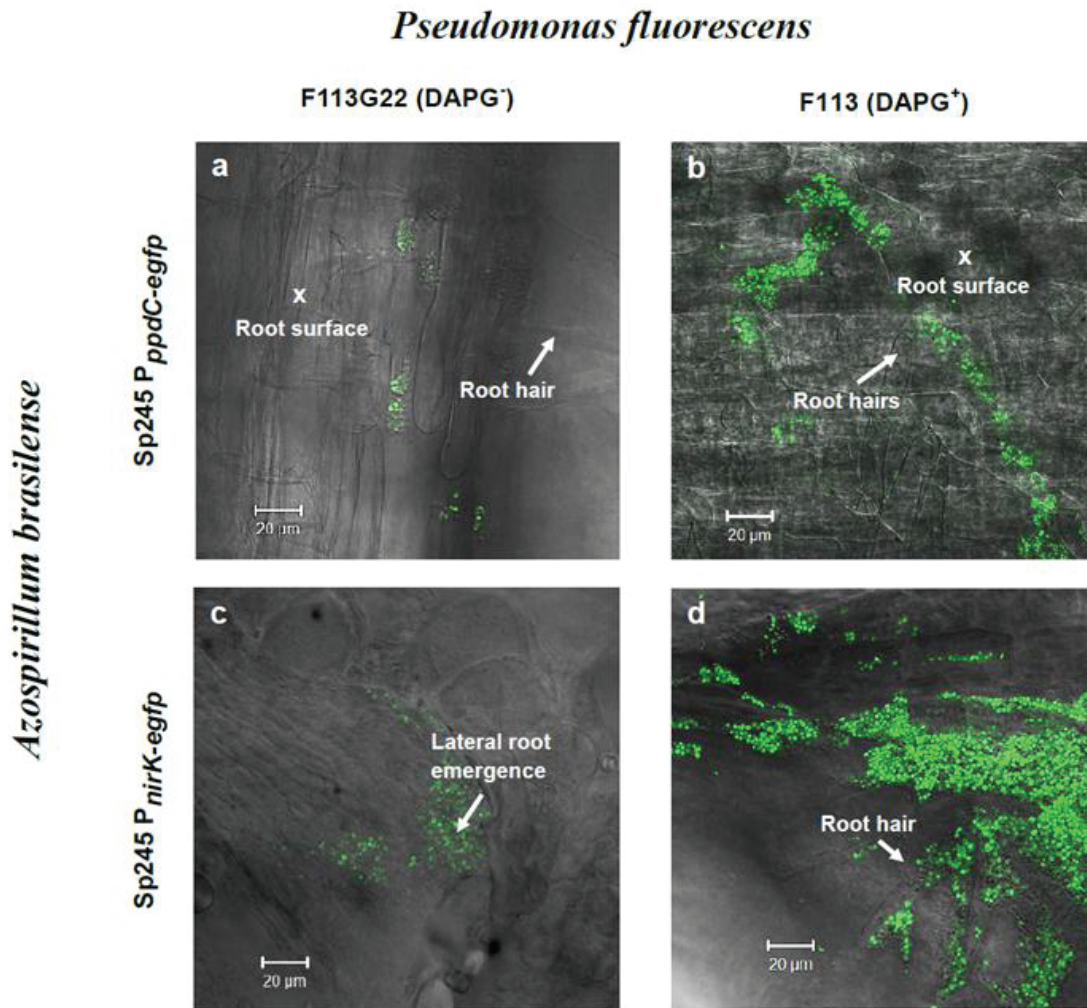 Pseudomonas fluorescens
F113G22 (DAPG⁻)
F113 (DAPG⁺)
Azospirillum brasilense
Sp245 PppdC-egfp
a
x
Root surface
Root hair
20 µm
b
x
Root surface
Root hairs
20 µm
Sp245 PnirK-egfp
c
Lateral root
emergence
20 µm
d
Root hair
20 µm